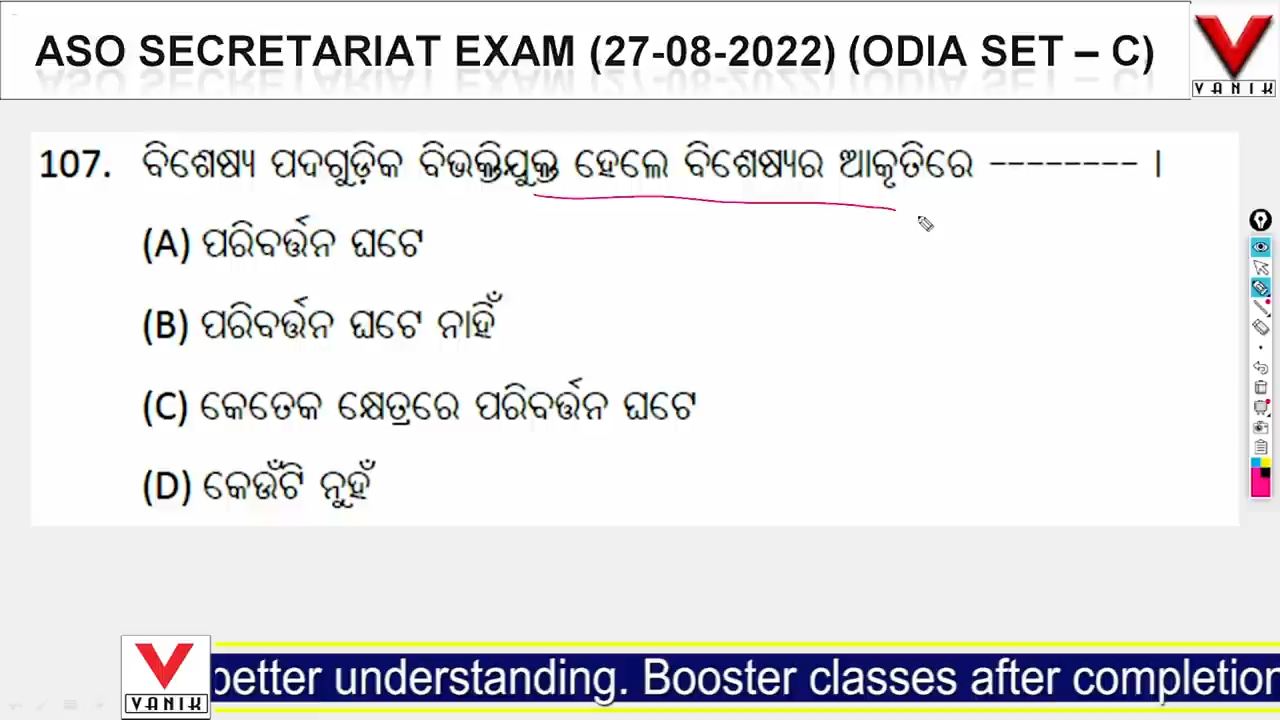 ASO SECRETARIAT EXAM (27-08-2022) (ODIA SET – C)
VANIK
107. ବିଶେଷ୍ୟ ପଦଗୁଡ଼ିକ ବିଭକ୍ତିଯୁକ୍ତ ହେଲେ ବିଶେଷ୍ୟର ଆକୃତିରେ –------- ।
(A) ପରିବର୍ତ୍ତନ ଘଟେ
(B) ପରିବର୍ତ୍ତନ ଘଟେ ନାହିଁ
(C) କେତେକ କ୍ଷେତ୍ରରେ ପରିବର୍ତ୍ତନ ଘଟେ
(D) କେଉଁଟି ନୁହଁ
VANIK
better understanding. Booster classes after completion